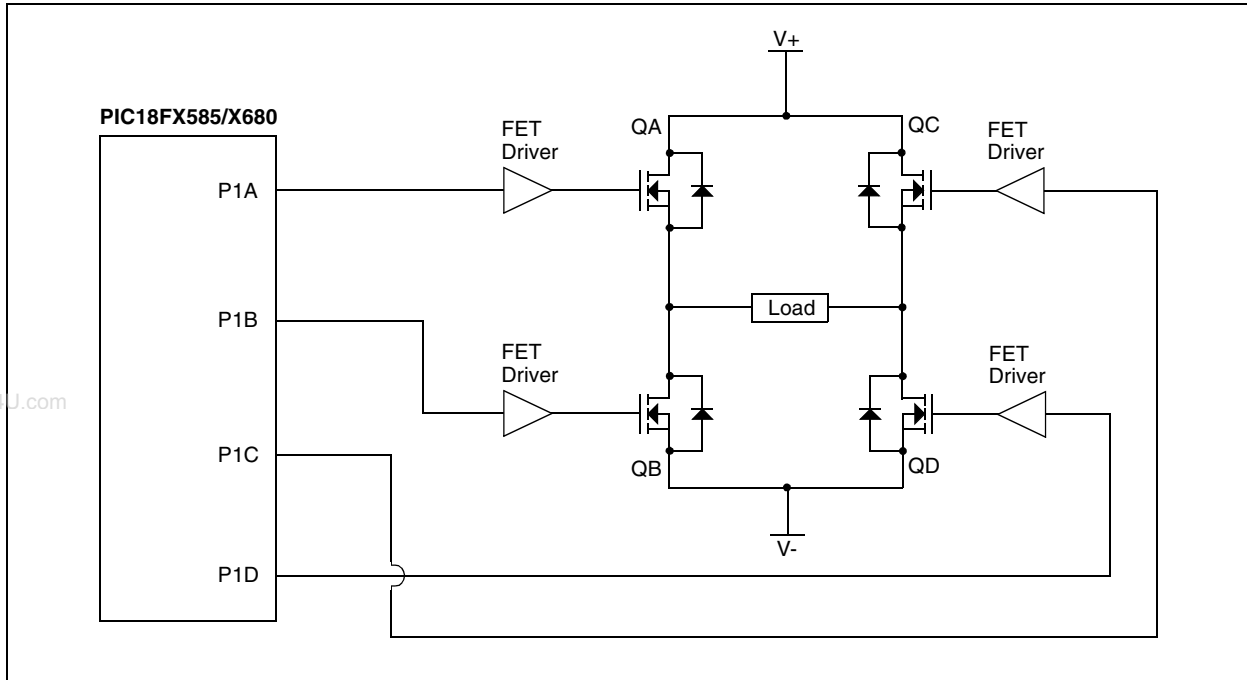 V+
PIC18FX585/X680
FET
Driver
QA
QC
FET
Driver
P1A
Load
P1B
FET
Driver
FET
Driver
U.com
P1C
QB
QD
V-
P1D